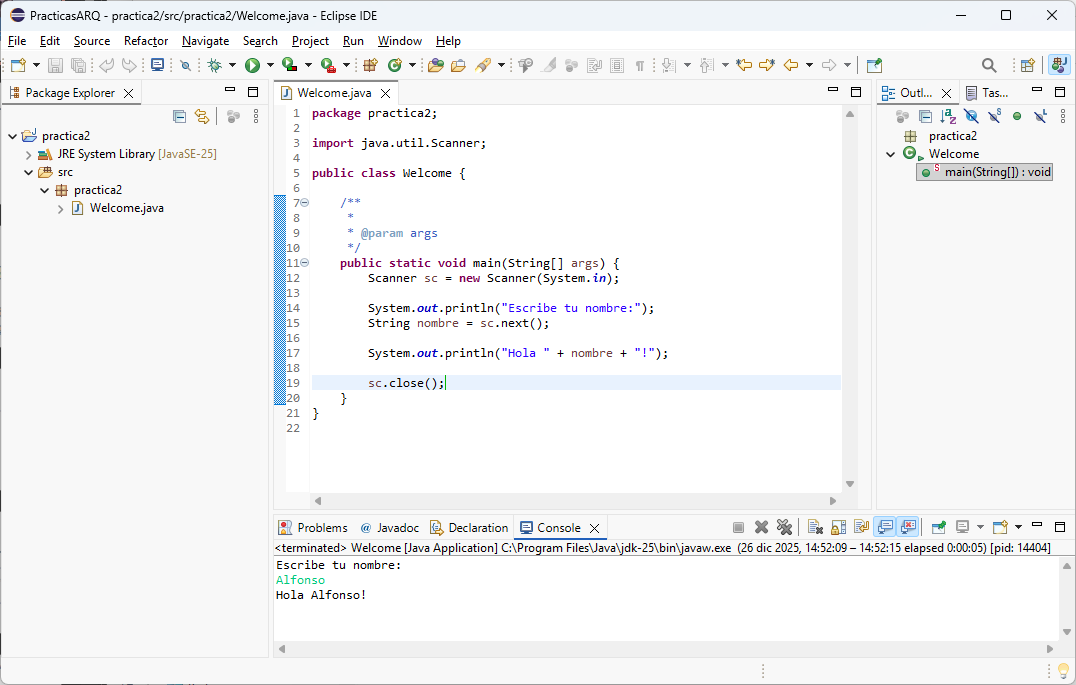 PracticasARQ - practica2/src/practica2/Welcome.java - Eclipse IDE
File Edit Source Refactor Navigate Search Project Run Window Help
Package Explorer
practica2
JRE System Library [JavaSE-25]
src
practica2
Welcome.java
Welcome.java
1 package practica2;
2
3 import java.util.Scanner;
4
5 public class Welcome {
6
7 /**
8 *
9 * @param args
10 */
11 public static void main(String[] args) {
12 Scanner sc = new Scanner(System.in);
13
14 System.out.println("Escribe tu nombre:");
15 String nombre = sc.next();
16
17 System.out.println("Hola " + nombre + "!");
18
19 sc.close();
20 }
21 }
22
Outl... Tas...
practica2
Welcome
main(String[]) : void
Problems Javadoc Declaration Console
<terminated> Welcome [Java Application] C:\Program Files\Java\jdk-25\bin\javaw.exe (26 dic 2025, 14:52:09 – 14:52:15 elapsed 0:00:05) [pid: 14404]
Escribe tu nombre:
Alfonso
Hola Alfonso!